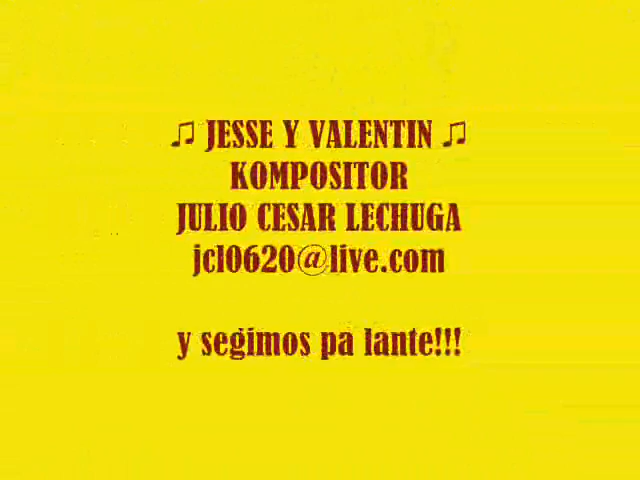 ♫ JESSE Y VALENTIN ♫
KOMPOSITOR
JULIO CESAR LECHUGA
jcl0620@live.com
y segimos pa lante!!!